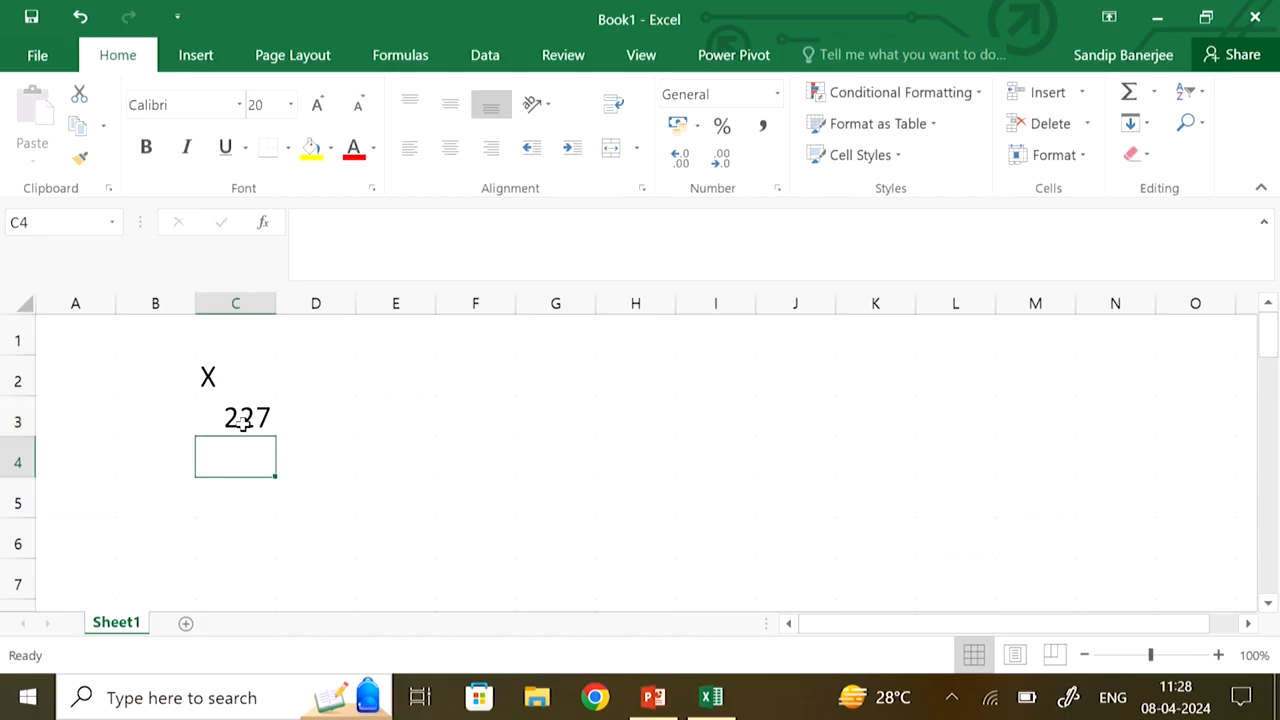 Book1 - Excel
File Home Insert Page Layout Formulas Data Review View Power Pivot Tell me what you want to do... Sandip Banerjee Share
Calibri 20 A A General Conditional Formatting Insert
Paste B I U A % , Format as Table Delete
.00 .00 Cell Styles Format
Clipboard Font Alignment Number Styles Cells Editing
C4 fx
A B C D E F G H I J K L M N O
1
2 X
3 227
4
5
6
7
Sheet1
Ready 100%
Type here to search 28°C ENG 11:28
08-04-2024